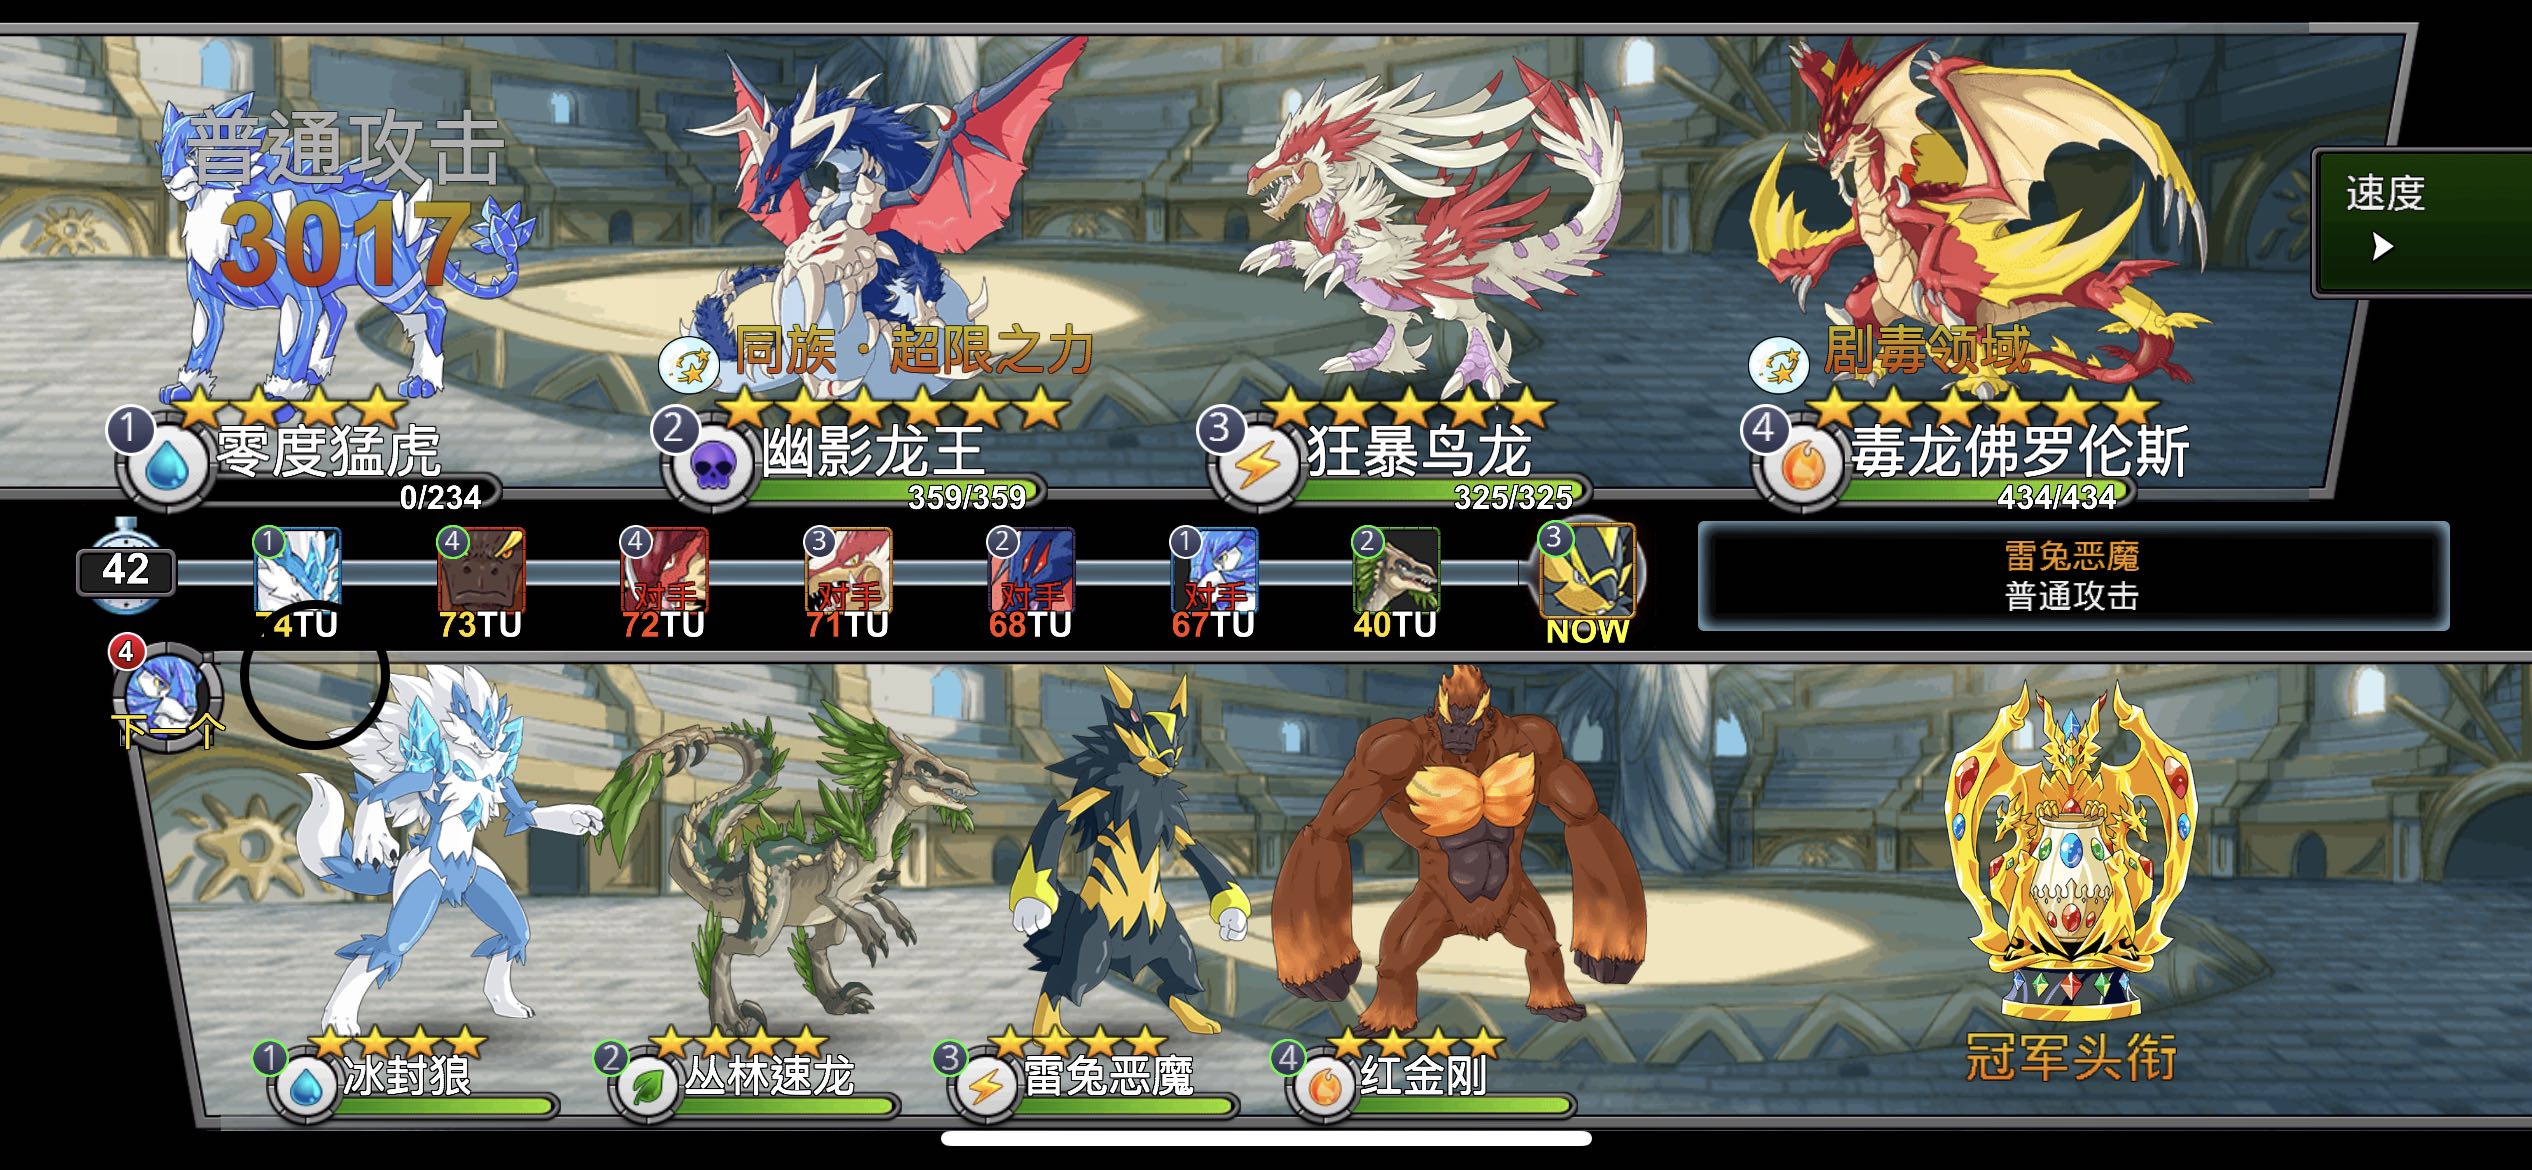 普通攻击
3017
速度
同族·超限之力
剧毒领域
1
零度猛虎
0/234
2
幽影龙王
359/359
3
狂暴鸟龙
325/325
4
毒龙佛罗伦斯
434/434
42
1
74TU
4
73TU
4
对手
72TU
3
对手
71TU
2
对手
68TU
1
对手
67TU
2
40TU
3
NOW
雷兔恶魔
普通攻击
4
下一个
1
冰封狼
2
丛林速龙
3
雷兔恶魔
4
红金刚
冠军头衔